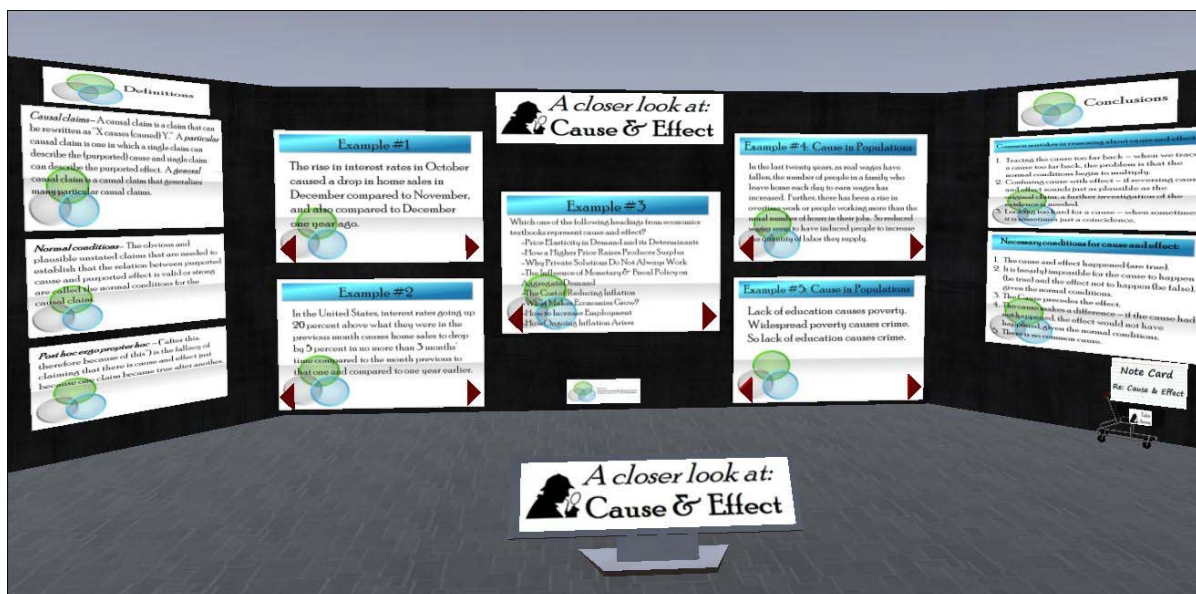 Definitions
Causal claims– A causal claim is a claim that can
be rewritten as "X causes (caused) Y." A particular
causal claim is one in which a single claim can
describe the (purported) cause and single claim
can describe the purported effect. A general
causal claim is a causal claim that generalizes
many particular causal claims.
Normal conditions– The obvious and
plausible unstated claims that are needed to
establish that the relation between purported
cause and purported effect is valid or strong
are called the normal conditions for the
causal claim.
Post hoc ergo propter hoc – ("after this,
therefore because of this") is the fallacy of
claiming that there is cause and effect just
because one claim became true after another.
Example #1
The rise in interest rates in October
caused a drop in home sales in
December compared to November,
and also compared to December
one year ago.
Example #2
In the United States, interest rates going up
20 percent above what they were in the
previous month causes home sales to drop
by 5 percent in no more than 3 months'
time compared to the month previous to
that one and compared to one year earlier.
A closer look at:
Cause & Effect
Example #3
Which one of the following headings from economics
textbooks represent cause and effect?
-Price Elasticity in Demand and its Determinants
-How a Higher Price Raises Producers Surplus
-Why Private Solutions Do Not Always Work
-The Influence of Monetary & Fiscal Policy on
Aggregate Demand
-The Cost of Reducing Inflation
-What Makes Economies Grow?
-How to Increase Employment
-How Ongoing Inflation Arises
Example #4: Cause in Populations
In the last twenty years, as real wages have
fallen, the number of people in a family who
leave home each day to earn wages has
increased. Further, there has been a rise in
overtime work or people working more than the
usual number of hours in their jobs. So reduced
wages seem to have induced people to increase
the quantity of labor they supply.
Example #5: Cause in Populations
Lack of education causes poverty.
Widespread poverty causes crime.
So lack of education causes crime.
Conclusions
Common mistakes in reasoning about cause and effect:
1. Tracing the cause too far back – when we trace
a cause too far back, the problem is that the
normal conditions begin to multiply.
2. Confusing cause with effect – if reversing cause
and effect sounds just as plausible as the
original claim, a further investigation of the
evidence is needed.
3. Looking too hard for a cause – when sometimes
it is sometimes just a coincidence.
Necessary conditions for cause and effect:
1. The cause and effect happened (are true).
2. It is (nearly) impossible for the cause to happen
(be true) and the effect not to happen (be false),
given the normal conditions.
3. The Cause precedes the effect.
4. The cause makes a difference – if the cause had
not happened, the effect would not have
happened, given the normal conditions.
5. There is no common cause.
Note Card
Re: Cause & Effect
A closer look at:
Cause & Effect